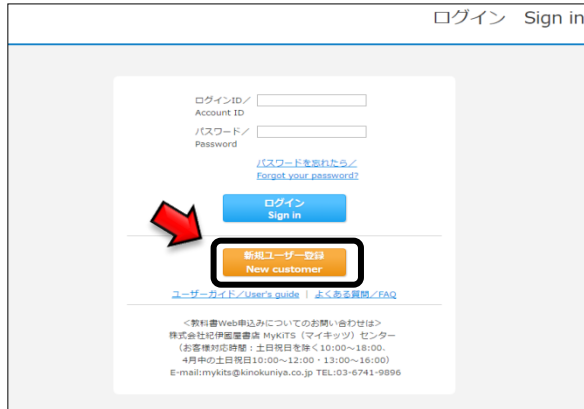 ログイン Sign in
ログインID／
Account ID
パスワード／
Password
パスワードを忘れたら／
Forgot your password?
ログイン
Sign in
新規ユーザー登録
New customer
ユーザーガイド／User's guide | よくある質問／FAQ
＜教科書Web申込みについてのお問い合わせは＞
株式会社紀伊國屋書店 MyKiTS（マイキッツ）センター
（お客様対応時間：土日祝日を除く10:00～18:00.
4月中の土日祝日10:00～12:00・13:00～16:00）
E-mail:mykits@kinokuniya.co.jp TEL:03-6741-9896